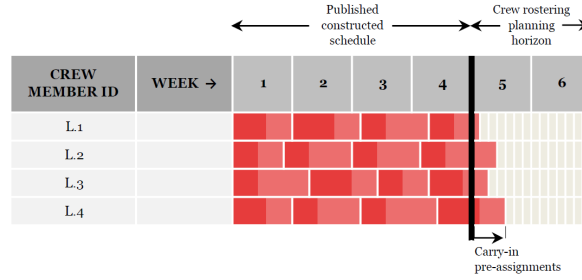 Published
constructed
schedule
Crew rostering
planning
horizon
CREW
MEMBER ID
WEEK →
1 2 3 4 5 6
L.1
L.2
L.3
L.4
Carry-in
pre-assignments